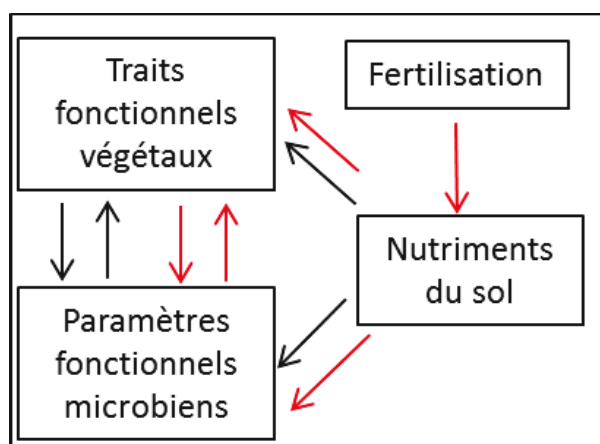 Traits
fonctionnels
végétaux
Fertilisation
Nutriments
du sol
Paramètres
fonctionnels
microbiens